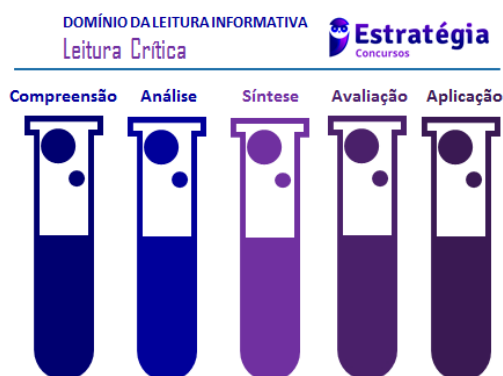 DOMÍNIO DA LEITURA INFORMATIVA
Leitura Crítica
Estratégia
Concursos
Compreensão Análise Síntese Avaliação Aplicação